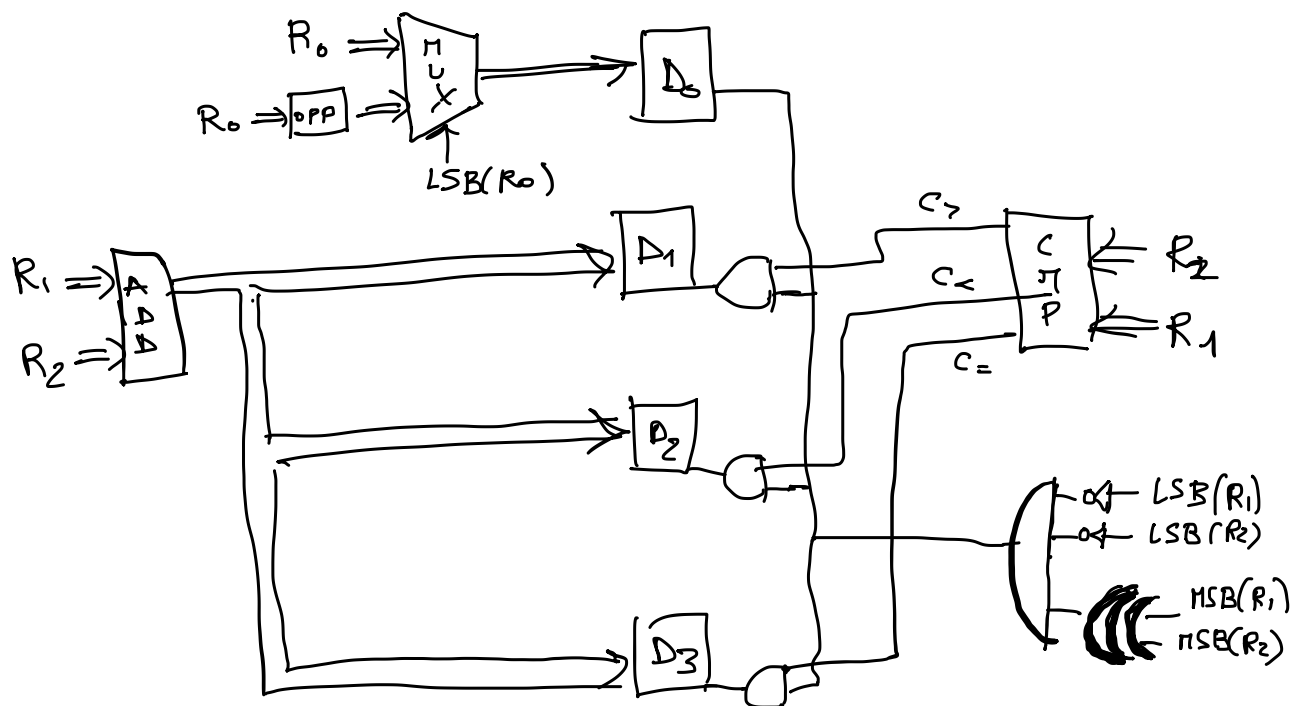 R₀
MUX
D₀
R₀
OPP
LSB(R₀)
C>
D₁
CMP
R₂
R₁
ADD
C<
R₁
R₂
C=
D₂
LSB(R₁)
LSB(R₂)
MSB(R₁)
MSB(R₂)
D₃